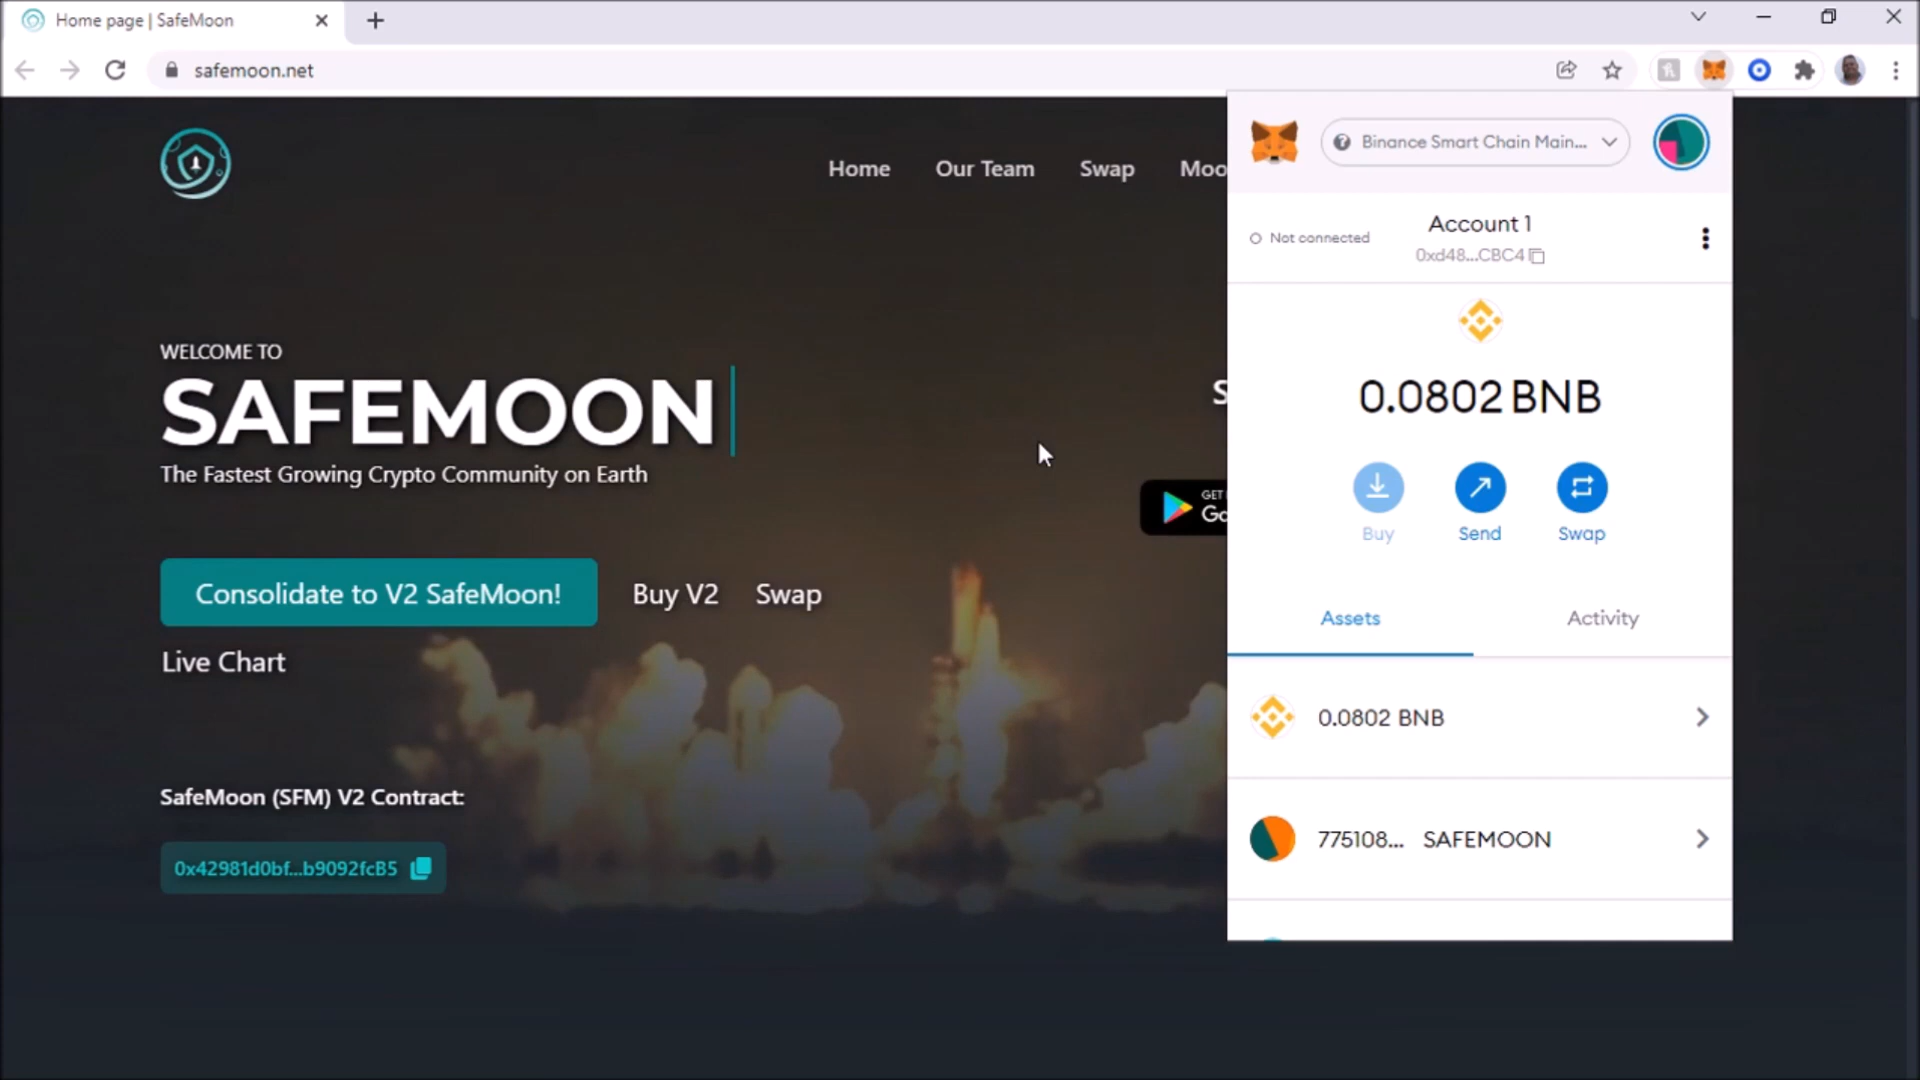 Home page | SafeMoon
safemoon.net
Home
Our Team
Swap
Moo
WELCOME TO
SAFEMOON
The Fastest Growing Crypto Community on Earth
S
GET
Go
Consolidate to V2 SafeMoon!
Buy V2
Swap
Live Chart
SafeMoon (SFM) V2 Contract:
0x42981d0bf...b9092fcB5
Binance Smart Chain Main...
Not connected
Account 1
0xd48...CBC4
0.0802 BNB
Buy
Send
Swap
Assets
Activity
0.0802 BNB
775108... SAFEMOON